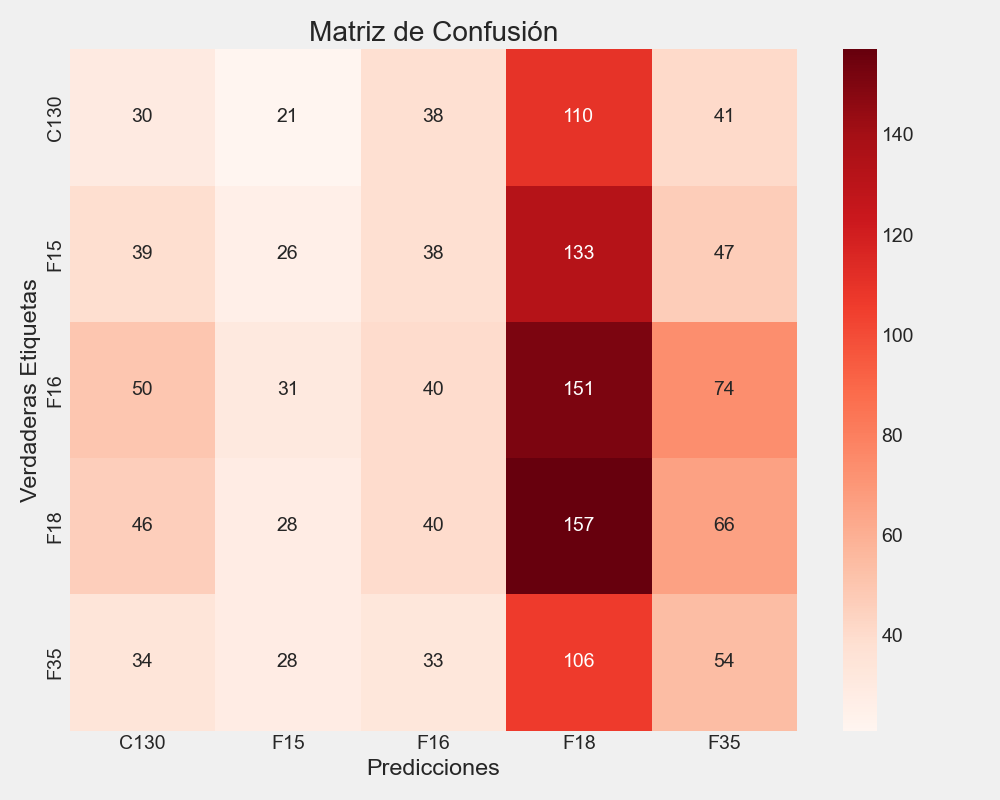 Matriz de Confusión
C130 30 21 38 110 41
F15 39 26 38 133 47
F16 50 31 40 151 74
F18 46 28 40 157 66
F35 34 28 33 106 54
C130 F15 F16 F18 F35
Predicciones
Verdaderas Etiquetas
140
120
100
80
60
40